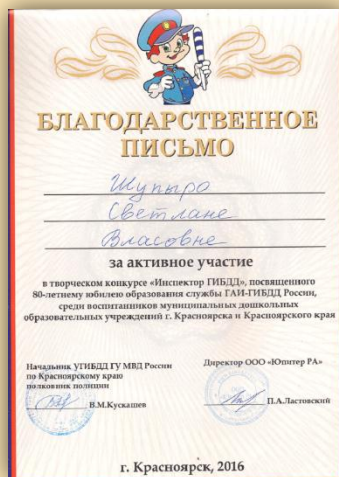 БЛАГОДАРСТВЕННОЕ
ПИСЬМО
Шупыро
Светлане
Власовне
за активное участие
в творческом конкурсе «Инспектор ГИБДД», посвященного
80-летнему юбилею образования службы ГАИ-ГИБДД России,
среди воспитанников муниципальных дошкольных
образовательных учреждений г. Красноярска и Красноярского края
Начальник УГИБДД ГУ МВД России
по Красноярскому краю
полковник полиции
В.М.Кускашев
Директор ООО «Юпитер РА»
П.А.Ластовский
г. Красноярск, 2016